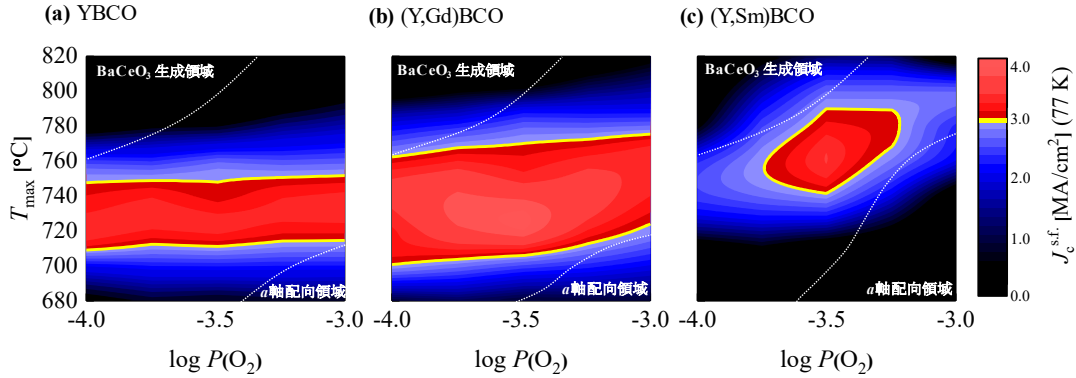 (a) YBCO
(b) (Y,Gd)BCO
(c) (Y,Sm)BCO
820
800
780
760
740
720
700
680
T_max [°C]
BaCeO₃ 生成領域
a軸配向領域
BaCeO₃ 生成領域
a軸配向領域
BaCeO₃ 生成領域
a軸配向領域
-4.0
-3.5
-3.0
-4.0
-3.5
-3.0
-4.0
-3.5
-3.0
log P(O₂)
log P(O₂)
log P(O₂)
4.0
3.0
2.0
1.0
0.0
J_c^s.f. [MA/cm²] (77 K)